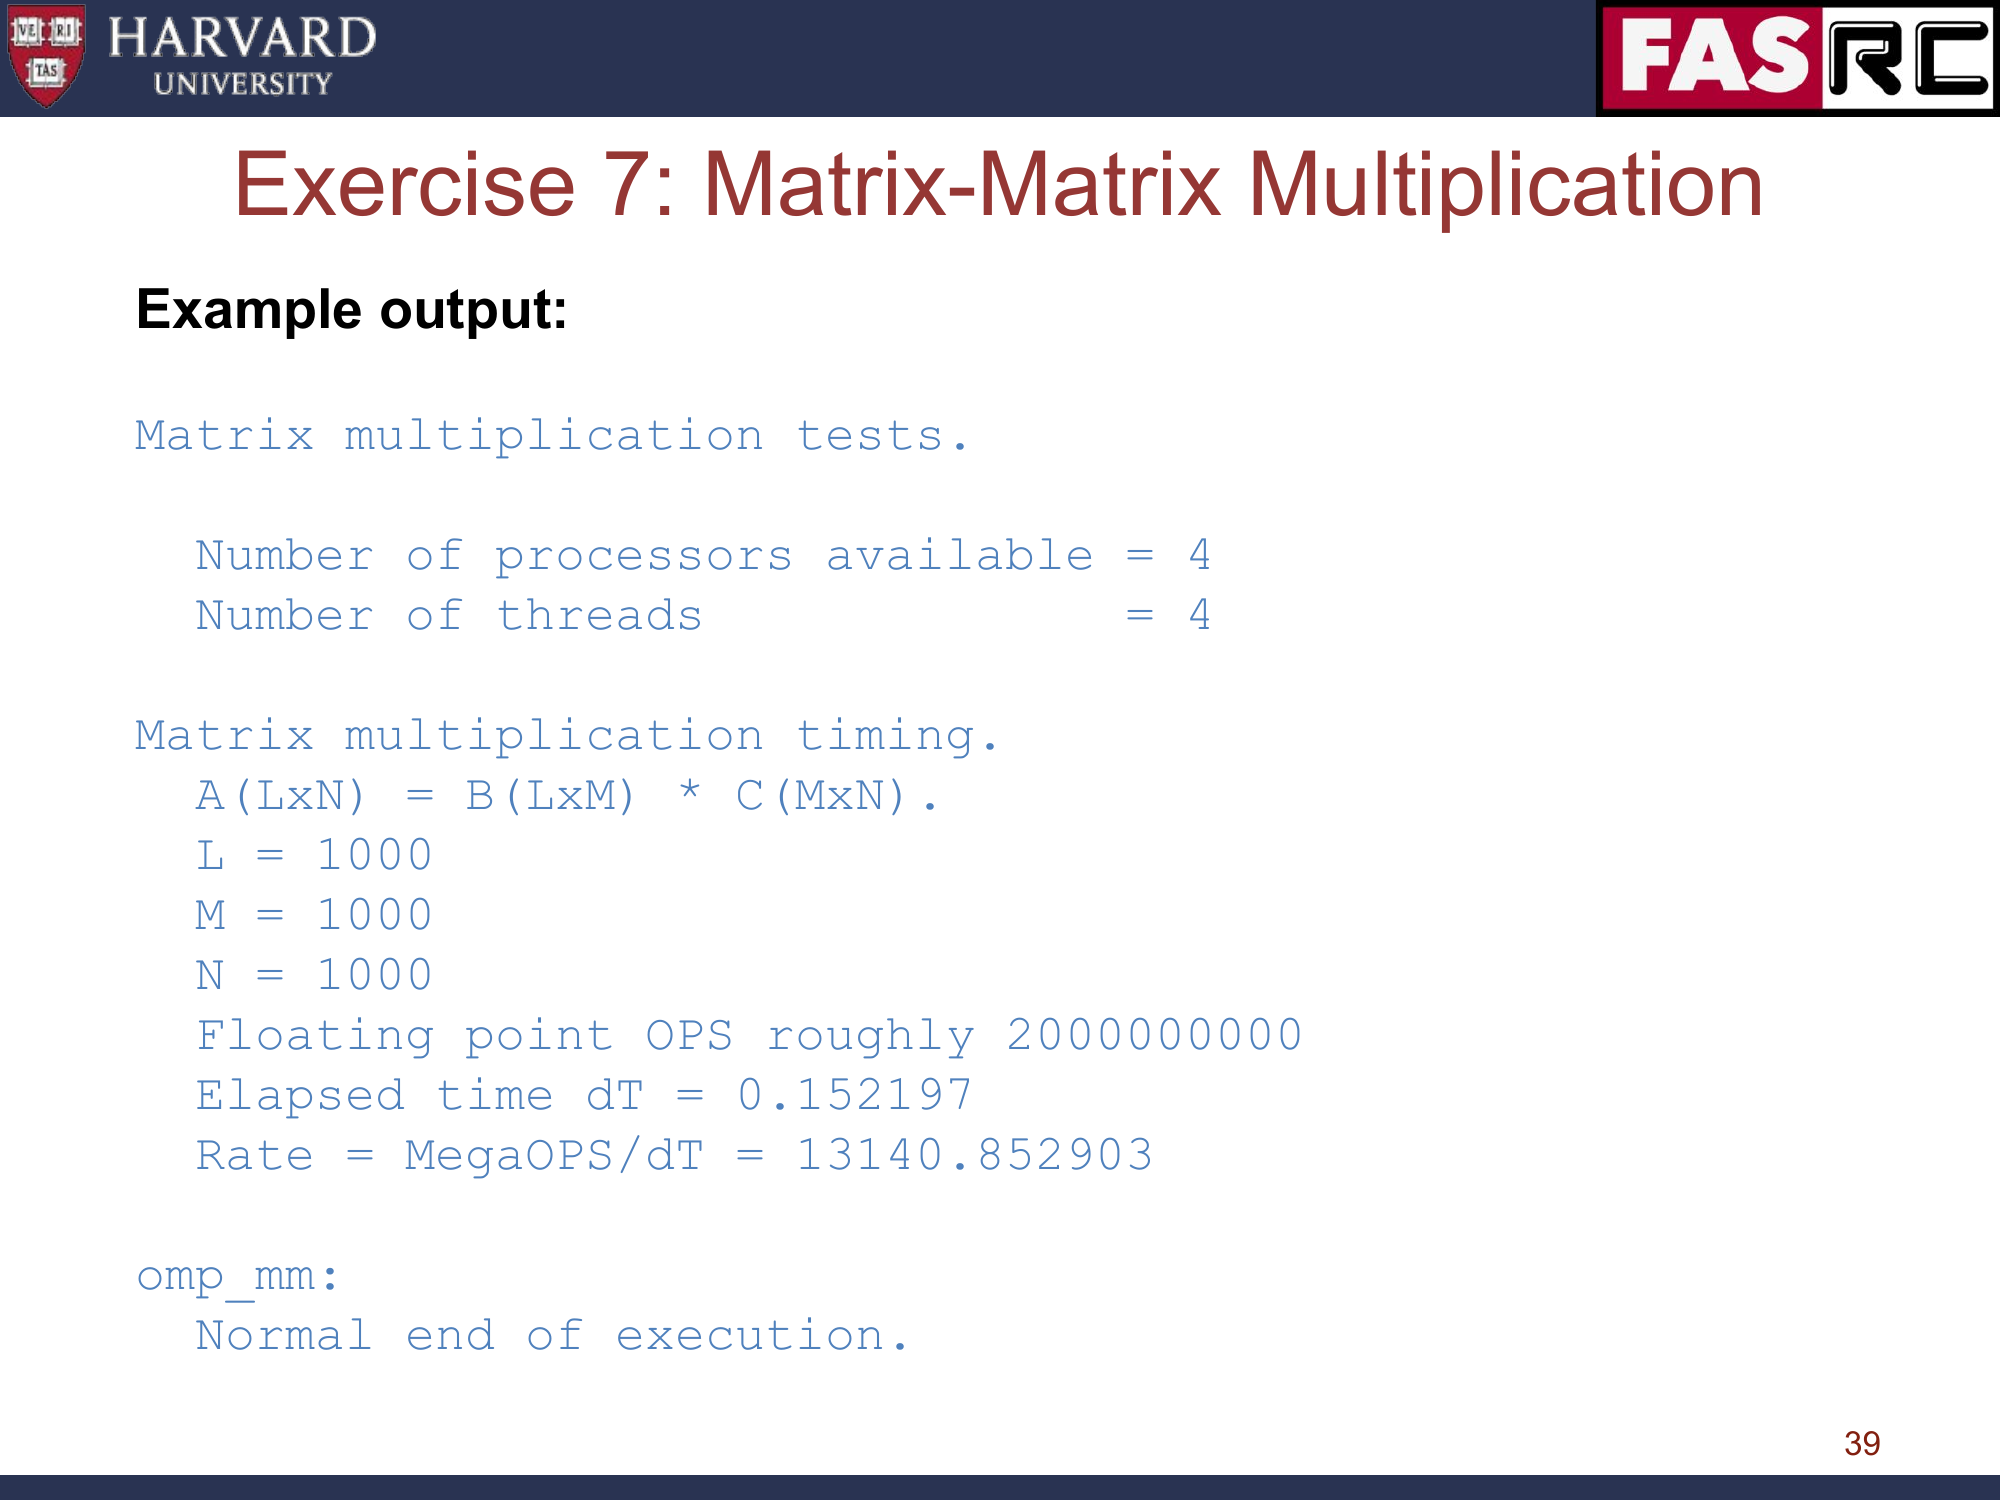 VE RI
TAS
HARVARD
UNIVERSITY
FAS RC
Exercise 7: Matrix-Matrix Multiplication
Example output:
Matrix multiplication tests.
Number of processors available = 4
Number of threads = 4
Matrix multiplication timing.
A(LxN) = B(LxM) * C(MxN).
L = 1000
M = 1000
N = 1000
Floating point OPS roughly 2000000000
Elapsed time dT = 0.152197
Rate = MegaOPS/dT = 13140.852903
omp_mm:
Normal end of execution.
39